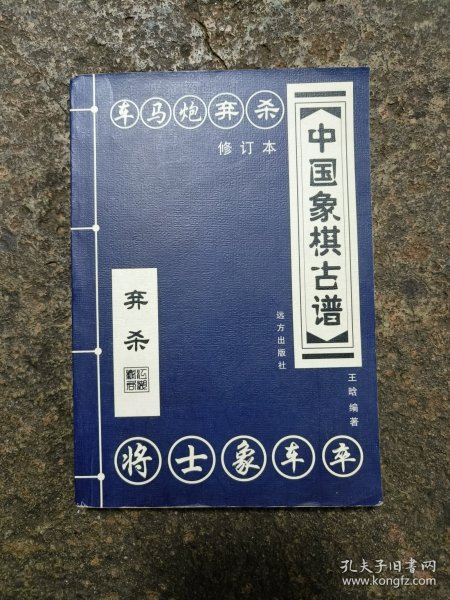 车马炮弃杀
修订本
中国象棋古谱
远方出版社
王晗 编著
弃杀
将士象车卒
孔夫子旧书网
www.kongfz.com